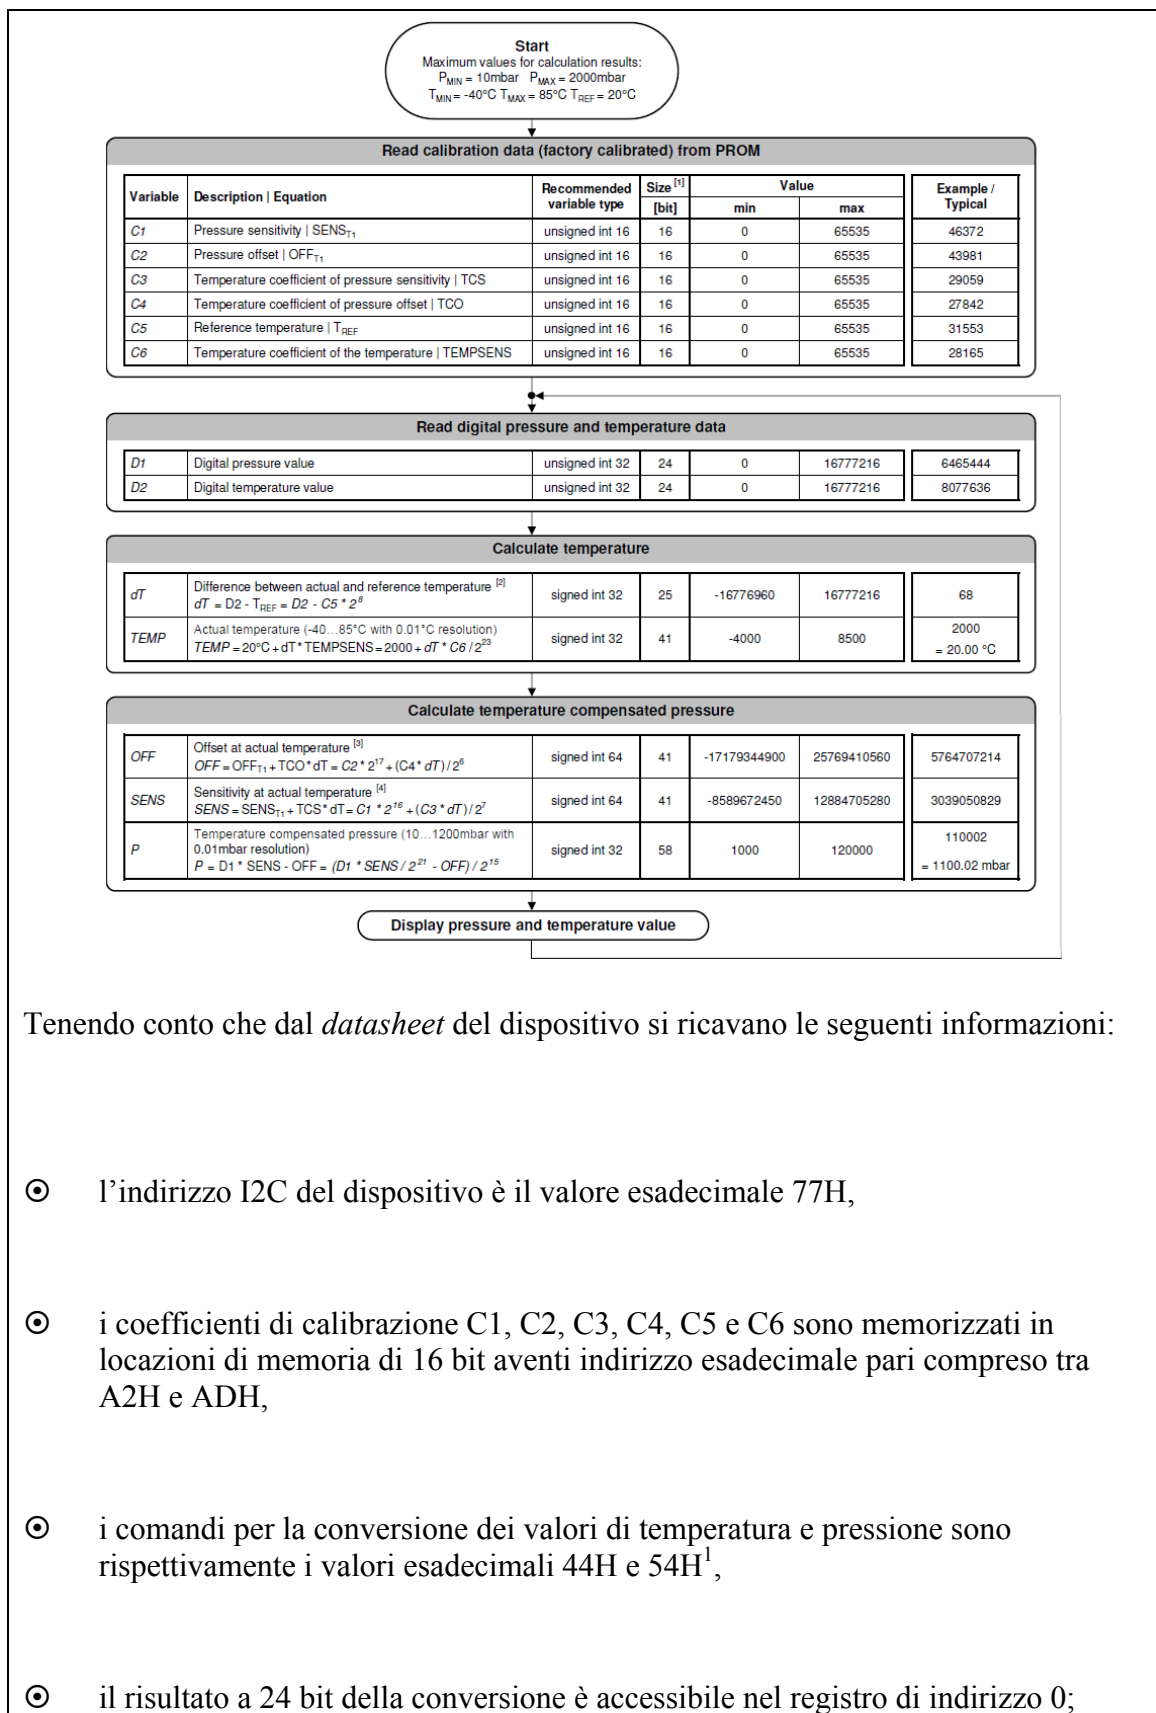 Start
Maximum values for calculation results:
PMIN = 10mbar PMAX = 2000mbar
TMIN = -40°C TMAX = 85°C TREF = 20°C
Read calibration data (factory calibrated) from PROM
Variable Description | Equation Recommended variable type Size [1] [bit] Value min max Example / Typical
C1 Pressure sensitivity | SENST1 unsigned int 16 16 0 65535 46372
C2 Pressure offset | OFFT1 unsigned int 16 16 0 65535 43981
C3 Temperature coefficient of pressure sensitivity | TCS unsigned int 16 16 0 65535 29059
C4 Temperature coefficient of pressure offset | TCO unsigned int 16 16 0 65535 27842
C5 Reference temperature | TREF unsigned int 16 16 0 65535 31553
C6 Temperature coefficient of the temperature | TEMPSENS unsigned int 16 16 0 65535 28165
Read digital pressure and temperature data
D1 Digital pressure value unsigned int 32 24 0 16777216 6465444
D2 Digital temperature value unsigned int 32 24 0 16777216 8077636
Calculate temperature
dT Difference between actual and reference temperature [2]
dT = D2 - TREF = D2 - C5 * 2^8 signed int 32 25 -16776960 16777216 68
TEMP Actual temperature (-40…85°C with 0.01°C resolution)
TEMP = 20°C + dT * TEMPSENS = 2000 + dT * C6 / 2^23 signed int 32 41 -4000 8500 2000
= 20.00 °C
Calculate temperature compensated pressure
OFF Offset at actual temperature [3]
OFF = OFFT1 + TCO * dT = C2 * 2^17 + (C4 * dT) / 2^6 signed int 64 41 -17179344900 25769410560 5764707214
SENS Sensitivity at actual temperature [4]
SENS = SENST1 + TCS * dT = C1 * 2^16 + (C3 * dT) / 2^7 signed int 64 41 -8589672450 12884705280 3039050829
P Temperature compensated pressure (10…1200mbar with
0.01mbar resolution)
P = D1 * SENS - OFF = (D1 * SENS / 2^21 - OFF) / 2^15 signed int 32 58 1000 120000 110002
= 1100.02 mbar
Display pressure and temperature value
Tenendo conto che dal datasheet del dispositivo si ricavano le seguenti informazioni:
l'indirizzo I2C del dispositivo è il valore esadecimale 77H,
i coefficienti di calibrazione C1, C2, C3, C4, C5 e C6 sono memorizzati in
locazioni di memoria di 16 bit aventi indirizzo esadecimale pari compreso tra
A2H e ADH,
i comandi per la conversione dei valori di temperatura e pressione sono
rispettivamente i valori esadecimali 44H e 54H¹,
il risultato a 24 bit della conversione è accessibile nel registro di indirizzo 0;